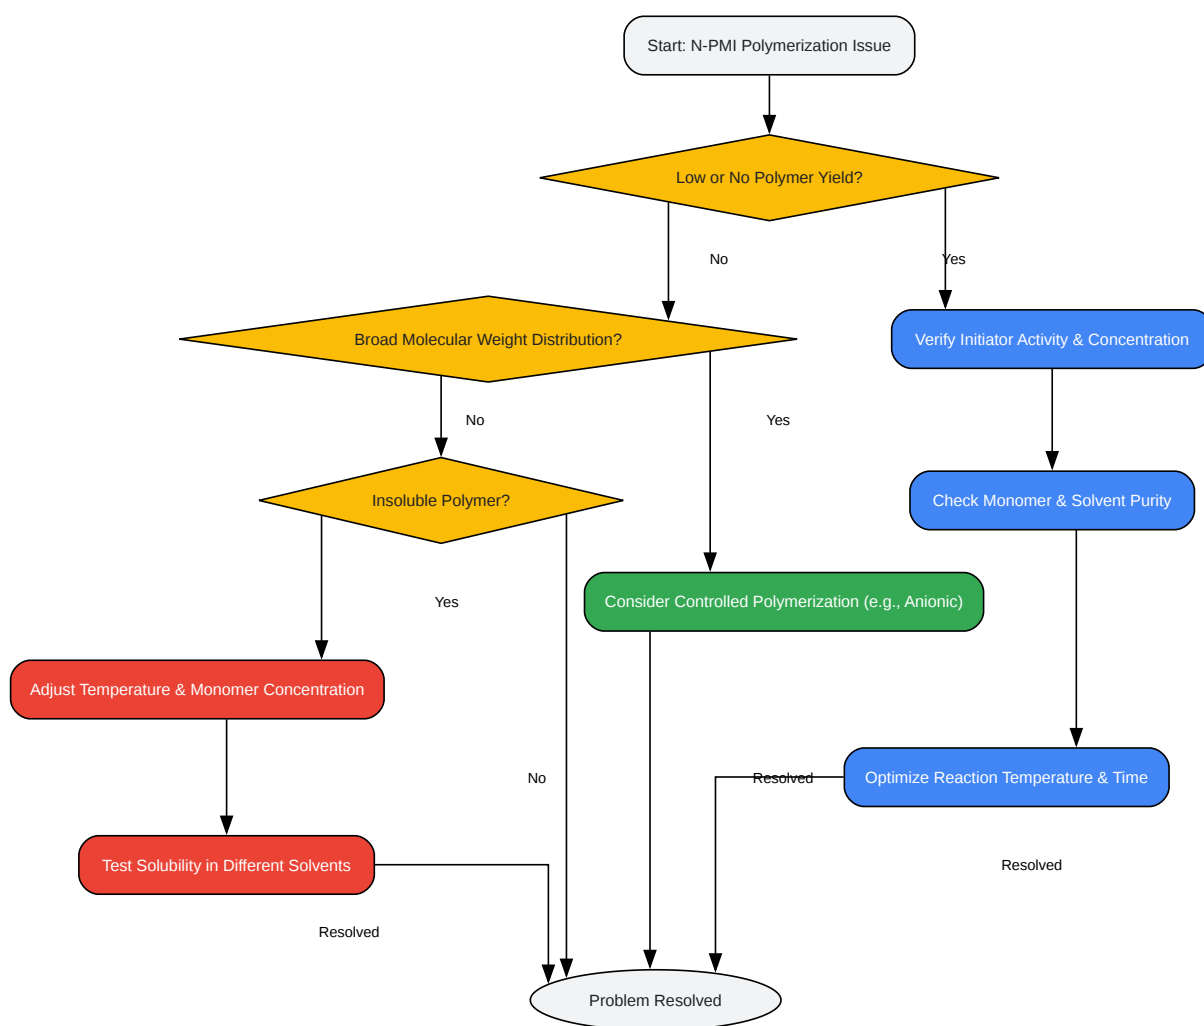 Start: N-PMI Polymerization Issue
Low or No Polymer Yield?
No
Yes
Broad Molecular Weight Distribution?
Verify Initiator Activity & Concentration
No
Yes
Insoluble Polymer?
Check Monomer & Solvent Purity
Yes
Consider Controlled Polymerization (e.g., Anionic)
Adjust Temperature & Monomer Concentration
No
Resolved
Optimize Reaction Temperature & Time
Test Solubility in Different Solvents
Resolved
Resolved
Problem Resolved